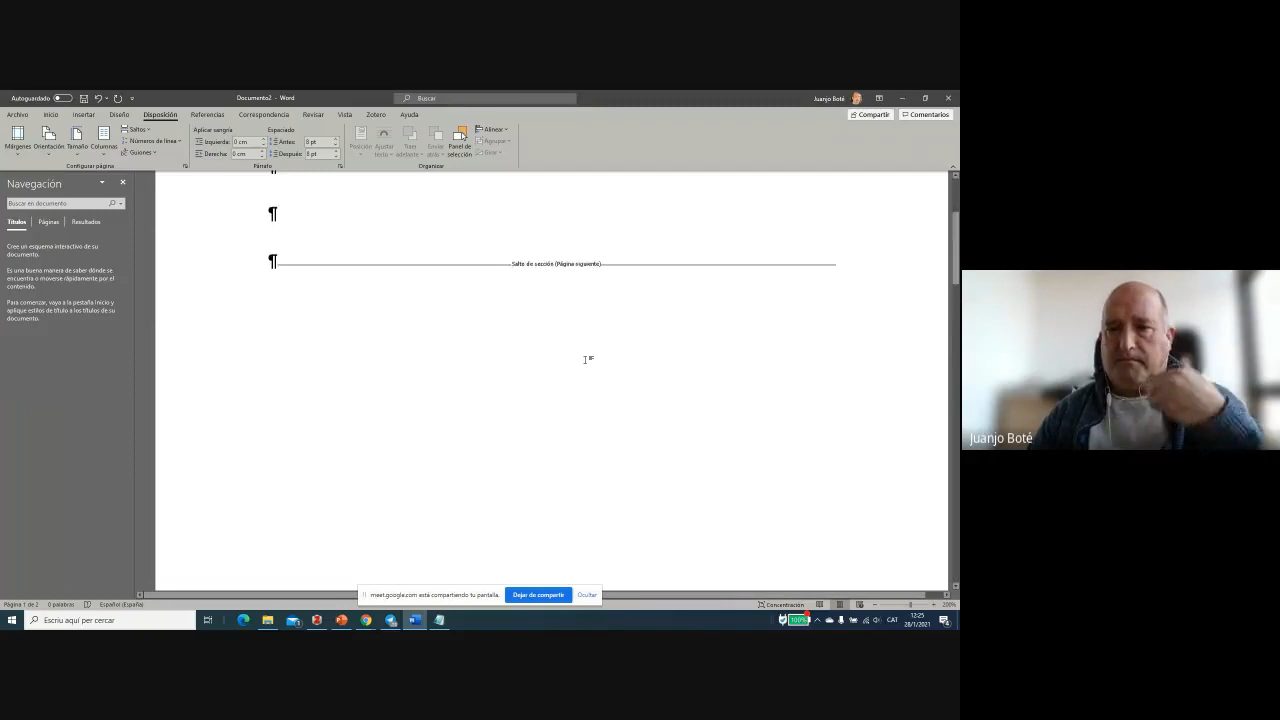 Autoguardado
Documento2 - Word
Buscar
Juanjo Boté
Archivo Inicio Insertar Diseño Disposición Referencias Correspondencia Revisar Vista Zotero Ayuda
Compartir Comentarios
Márgenes Orientación Tamaño Columnas
Saltos
Números de línea
Guiones
Configurar página
Aplicar sangría Espaciado
Izquierda: 0 cm Antes: 8 pt
Derecha: 0 cm Después: 8 pt
Párrafo
Posición Ajustar texto Traer adelante Enviar atrás Panel de selección
Alinear
Agrupar
Girar
Organizar
Navegación
Buscar en documento
Títulos Páginas Resultados
Cree un esquema interactivo de su
documento.
Es una buena manera de saber dónde se
encuentra o moverse rápidamente por el
contenido.
Para comenzar, vaya a la pestaña Inicio y
aplique estilos de título a los títulos de su
documento.
¶
¶ Salto de sección (Página siguiente)
Juanjo Boté
meet.google.com está compartiendo tu pantalla. Dejar de compartir Ocultar
Página 1 de 2 0 palabras Español (España)
Concentración 200%
Escriu aquí per cercar
100% CAT 12:25
28/1/2021